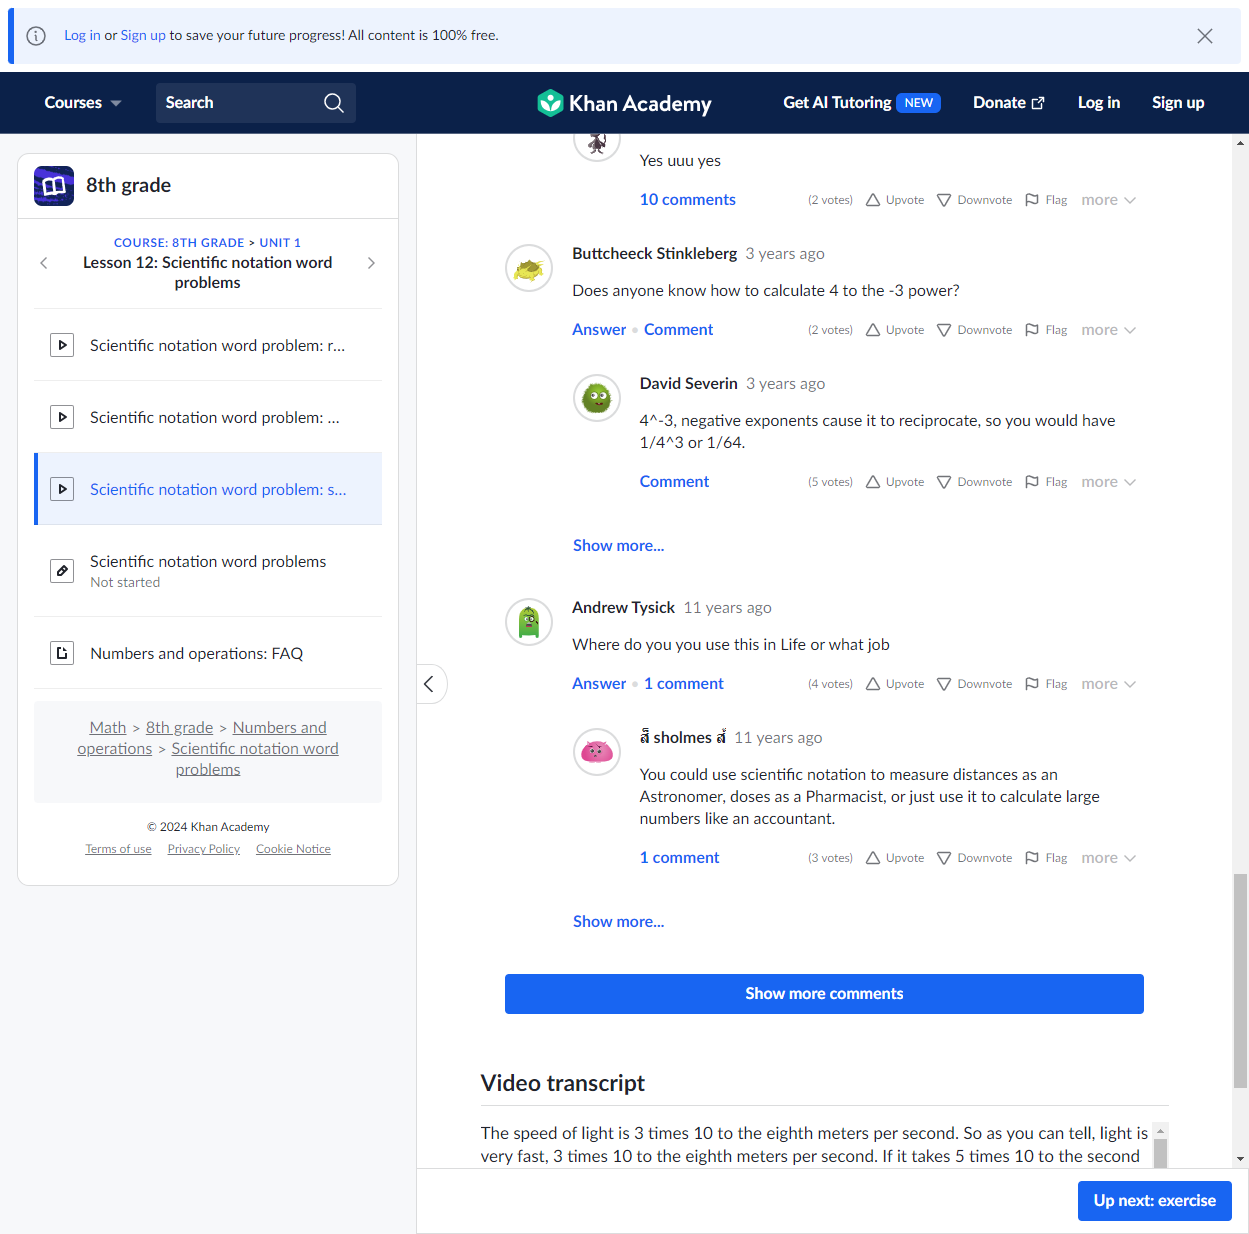 Log in or Sign up to save your future progress! All content is 100% free.
Courses
Search
Khan Academy
Get AI Tutoring NEW
Donate
Log in
Sign up
8th grade
COURSE: 8TH GRADE > UNIT 1
Lesson 12: Scientific notation word
problems
Scientific notation word problem: r...
Scientific notation word problem: ...
Scientific notation word problem: s...
Scientific notation word problems
Not started
Numbers and operations: FAQ
Math > 8th grade > Numbers and
operations > Scientific notation word
problems
© 2024 Khan Academy
Terms of use Privacy Policy Cookie Notice
Yes uuu yes
10 comments (2 votes) Upvote Downvote Flag more
Buttcheeck Stinkleberg 3 years ago
Does anyone know how to calculate 4 to the -3 power?
Answer • Comment (2 votes) Upvote Downvote Flag more
David Severin 3 years ago
4^-3, negative exponents cause it to reciprocate, so you would have
1/4^3 or 1/64.
Comment (5 votes) Upvote Downvote Flag more
Show more...
Andrew Tysick 11 years ago
Where do you you use this in Life or what job
Answer • 1 comment (4 votes) Upvote Downvote Flag more
sholmes 11 years ago
You could use scientific notation to measure distances as an
Astronomer, doses as a Pharmacist, or just use it to calculate large
numbers like an accountant.
1 comment (3 votes) Upvote Downvote Flag more
Show more...
Show more comments
Video transcript
The speed of light is 3 times 10 to the eighth meters per second. So as you can tell, light is
very fast, 3 times 10 to the eighth meters per second. If it takes 5 times 10 to the second
Up next: exercise